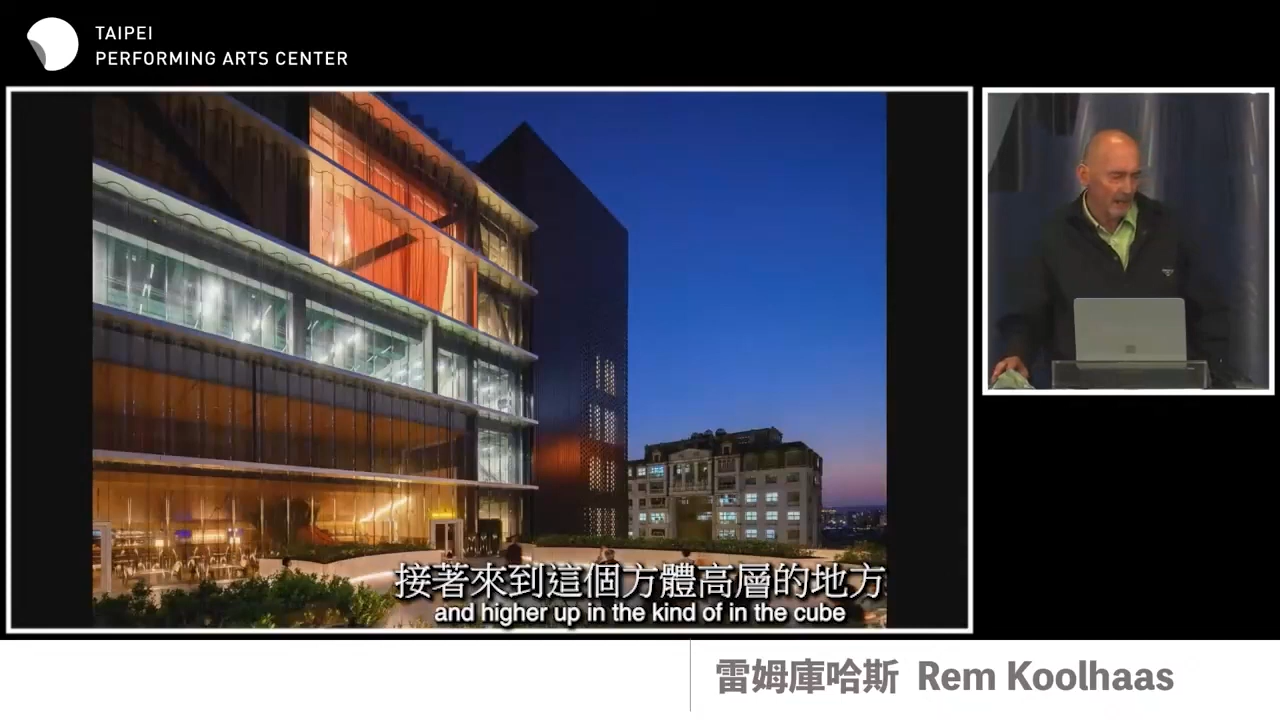 TAIPEI
PERFORMING ARTS CENTER
接著來到這個方體高層的地方
and higher up in the kind of in the cube
雷姆庫哈斯 Rem Koolhaas